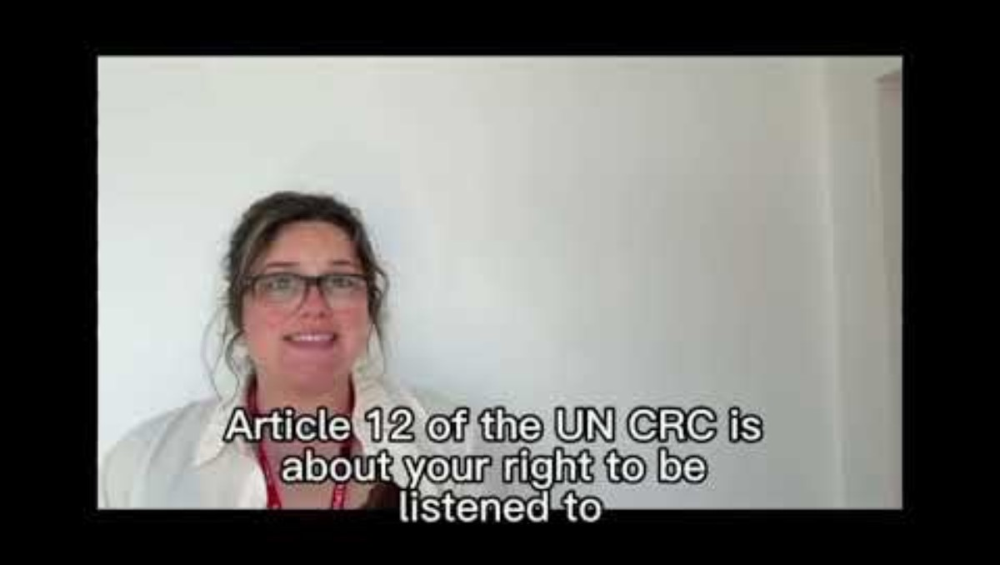 Article 12 of the UN CRC is
about your right to be
listened to